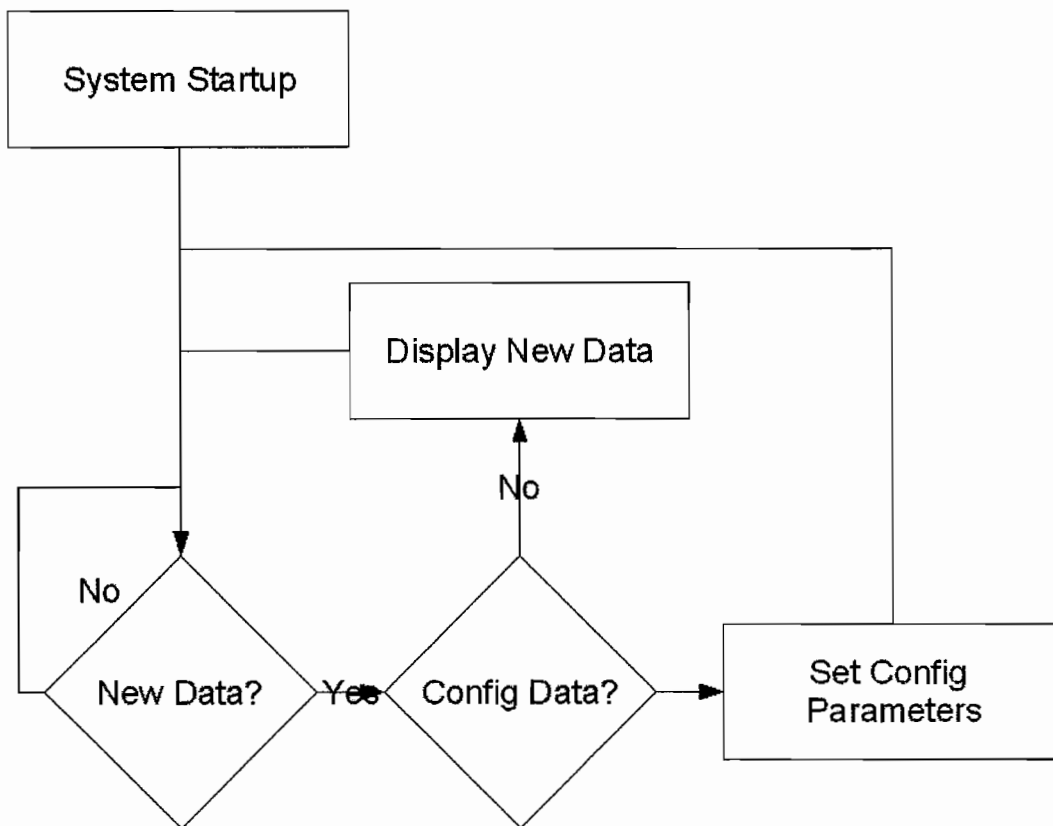 System Startup
Display New Data
No
No
New Data?
Yes
Config Data?
Set Config
Parameters